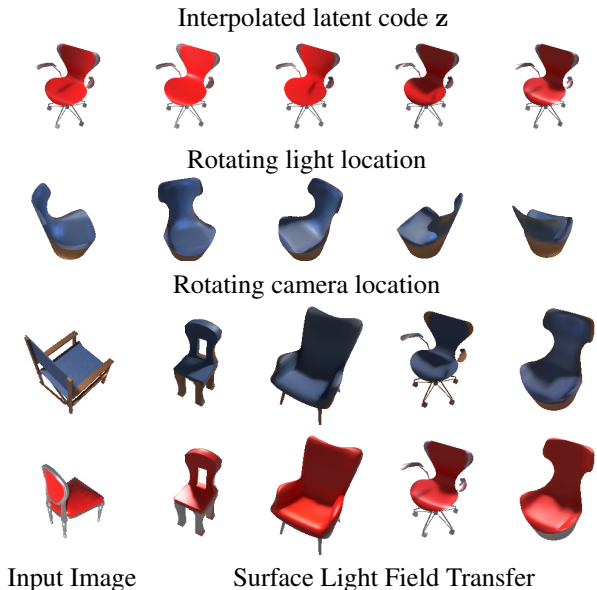 Interpolated latent code z
Rotating light location
Rotating camera location
Input Image Surface Light Field Transfer